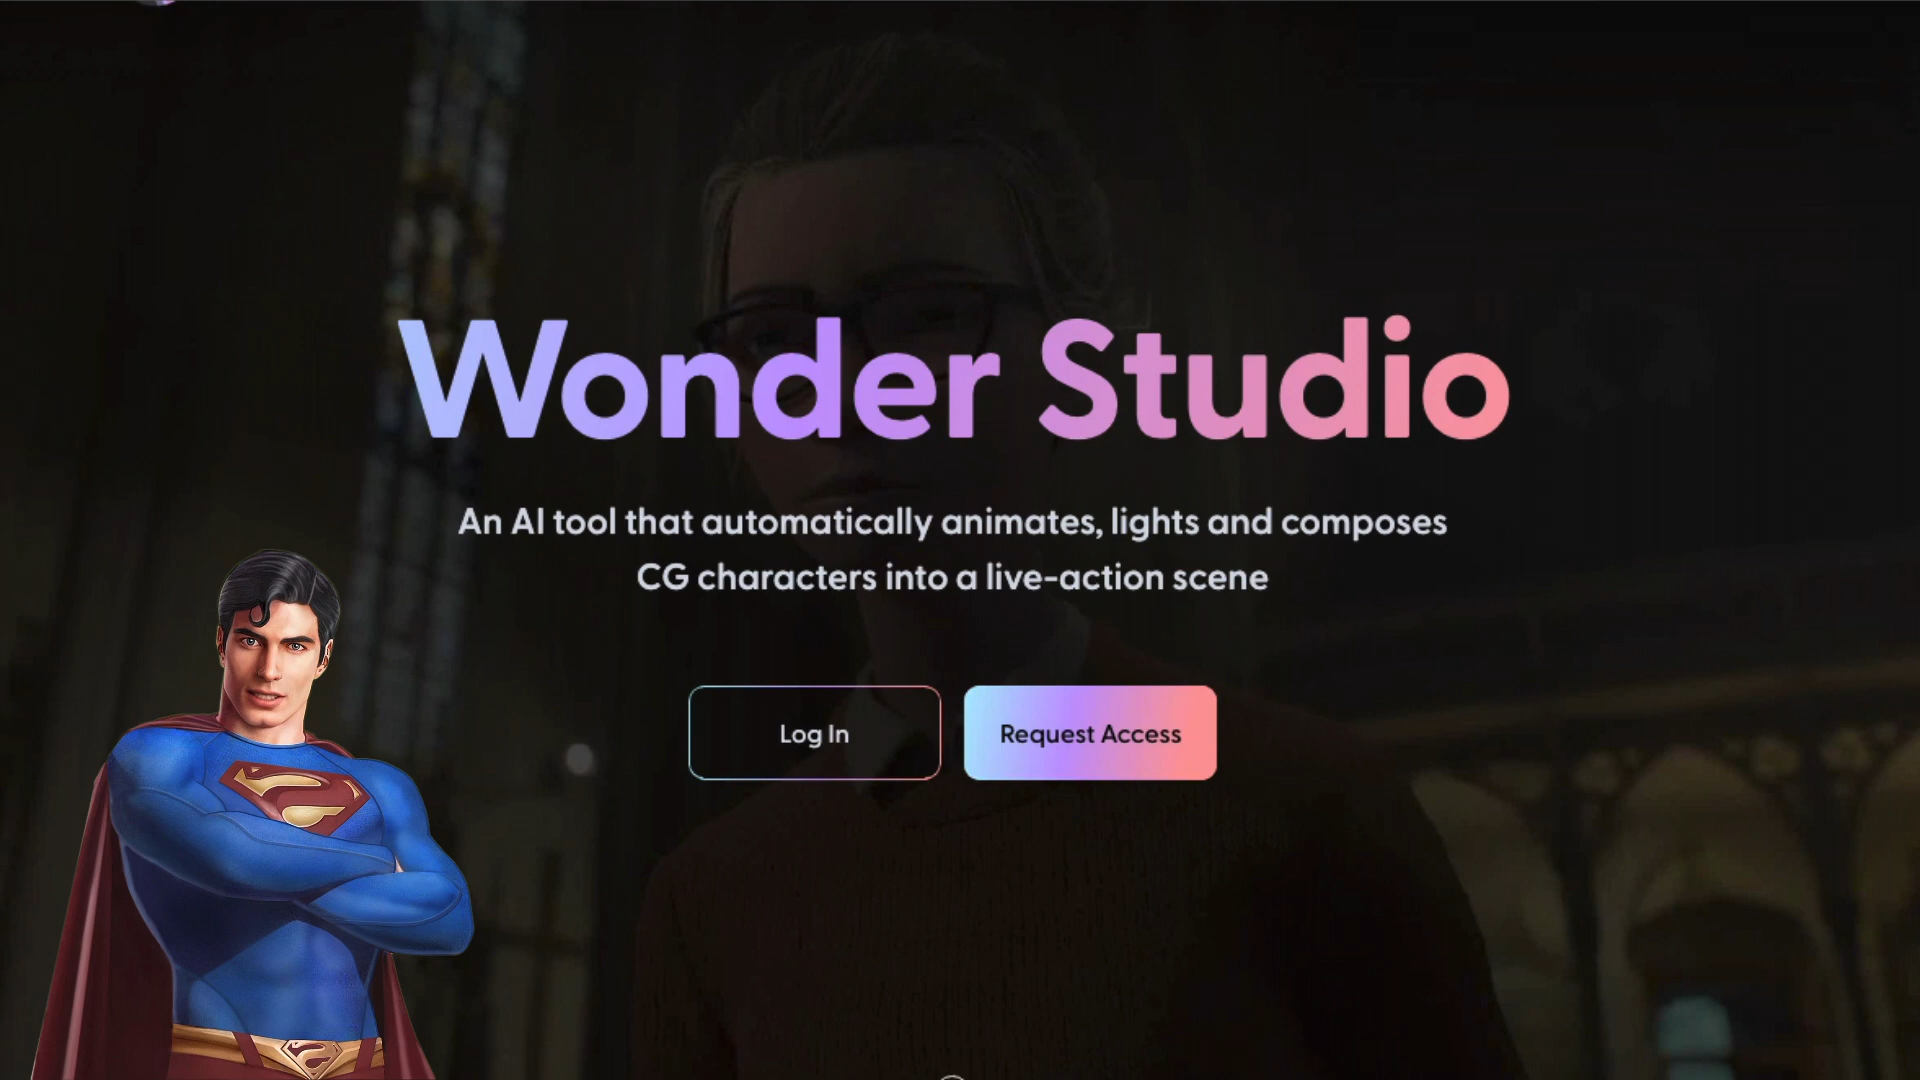 Wonder Studio
An AI tool that automatically animates, lights and composes
CG characters into a live-action scene
Log In
Request Access